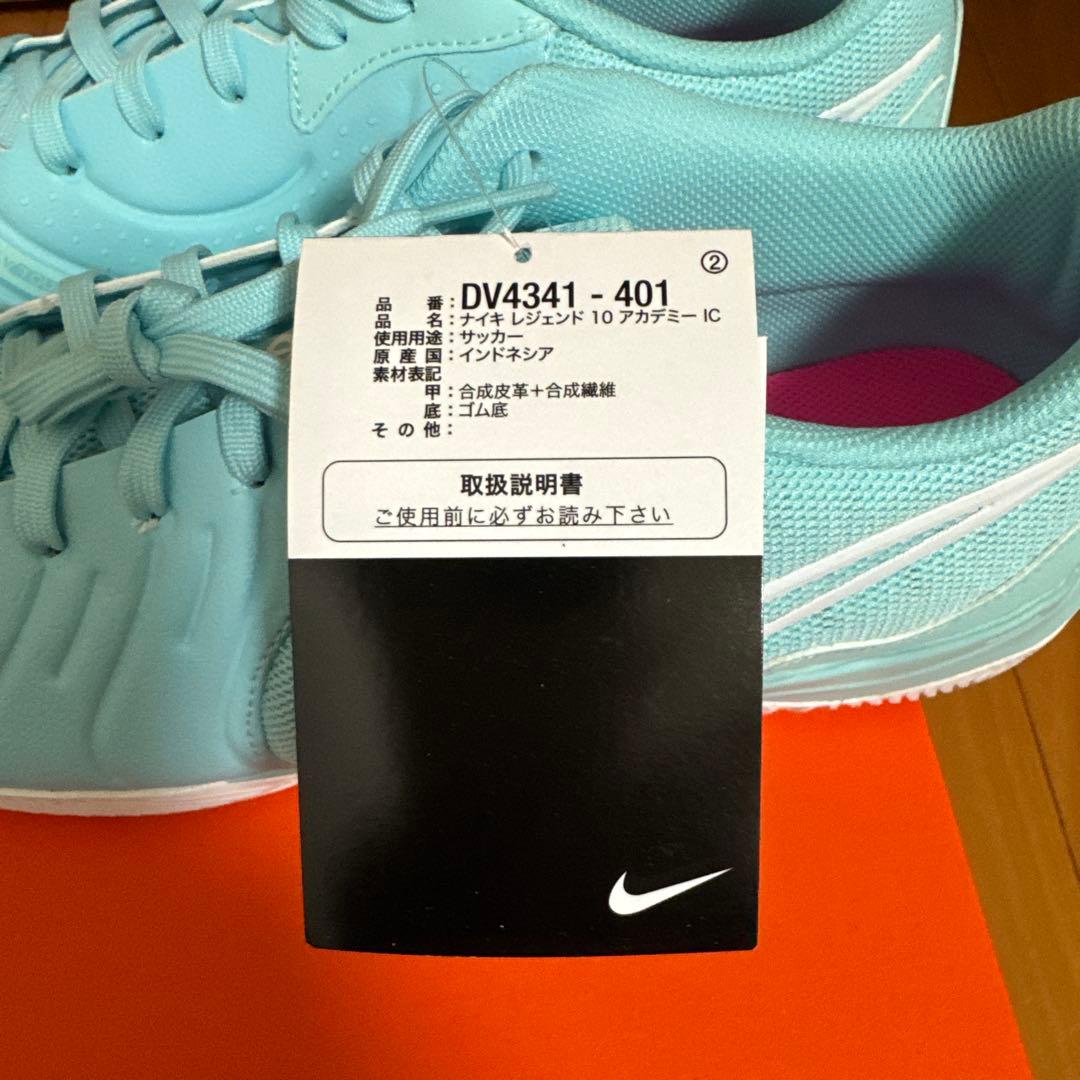 ②
品番：DV4341 - 401
品名：ナイキ レジェンド 10 アカデミー IC
使用用途：サッカー
原産国：インドネシア
素材表記
甲：合成皮革＋合成繊維
底：ゴム底
その他：
取扱説明書
ご使用前に必ずお読み下さい